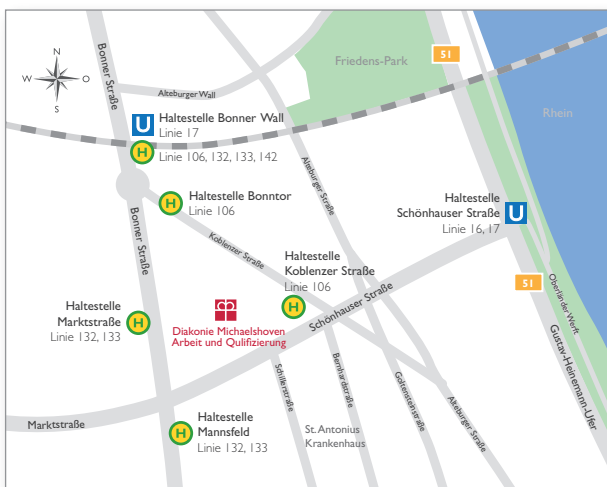 N
W
O
S
Bonner Straße
Alteburger Wall
Friedens-Park
51
Rhein
U
Haltestelle Bonner Wall
Linie 17
H
Linie 106, 132, 133, 142
Alteburger Straße
H
Haltestelle Bonntor
Linie 106
Haltestelle
Schönhauser Straße
Linie 16, 17
U
Bonner Straße
Koblenzer Straße
Haltestelle
Koblenzer Straße
Linie 106
H
51
Oberländer Werft
Haltestelle
Marktstraße
Linie 132, 133
H
Diakonie Michaelshoven
Arbeit und Qulifizierung
Schönhauser Straße
Gustav-Heinemann-Ufer
Schillerstraße
Bernhardstraße
Goltensteinstraße
Alteburger Straße
Marktstraße
H
Haltestelle
Mannsfeld
Linie 132, 133
St. Antonius
Krankenhaus